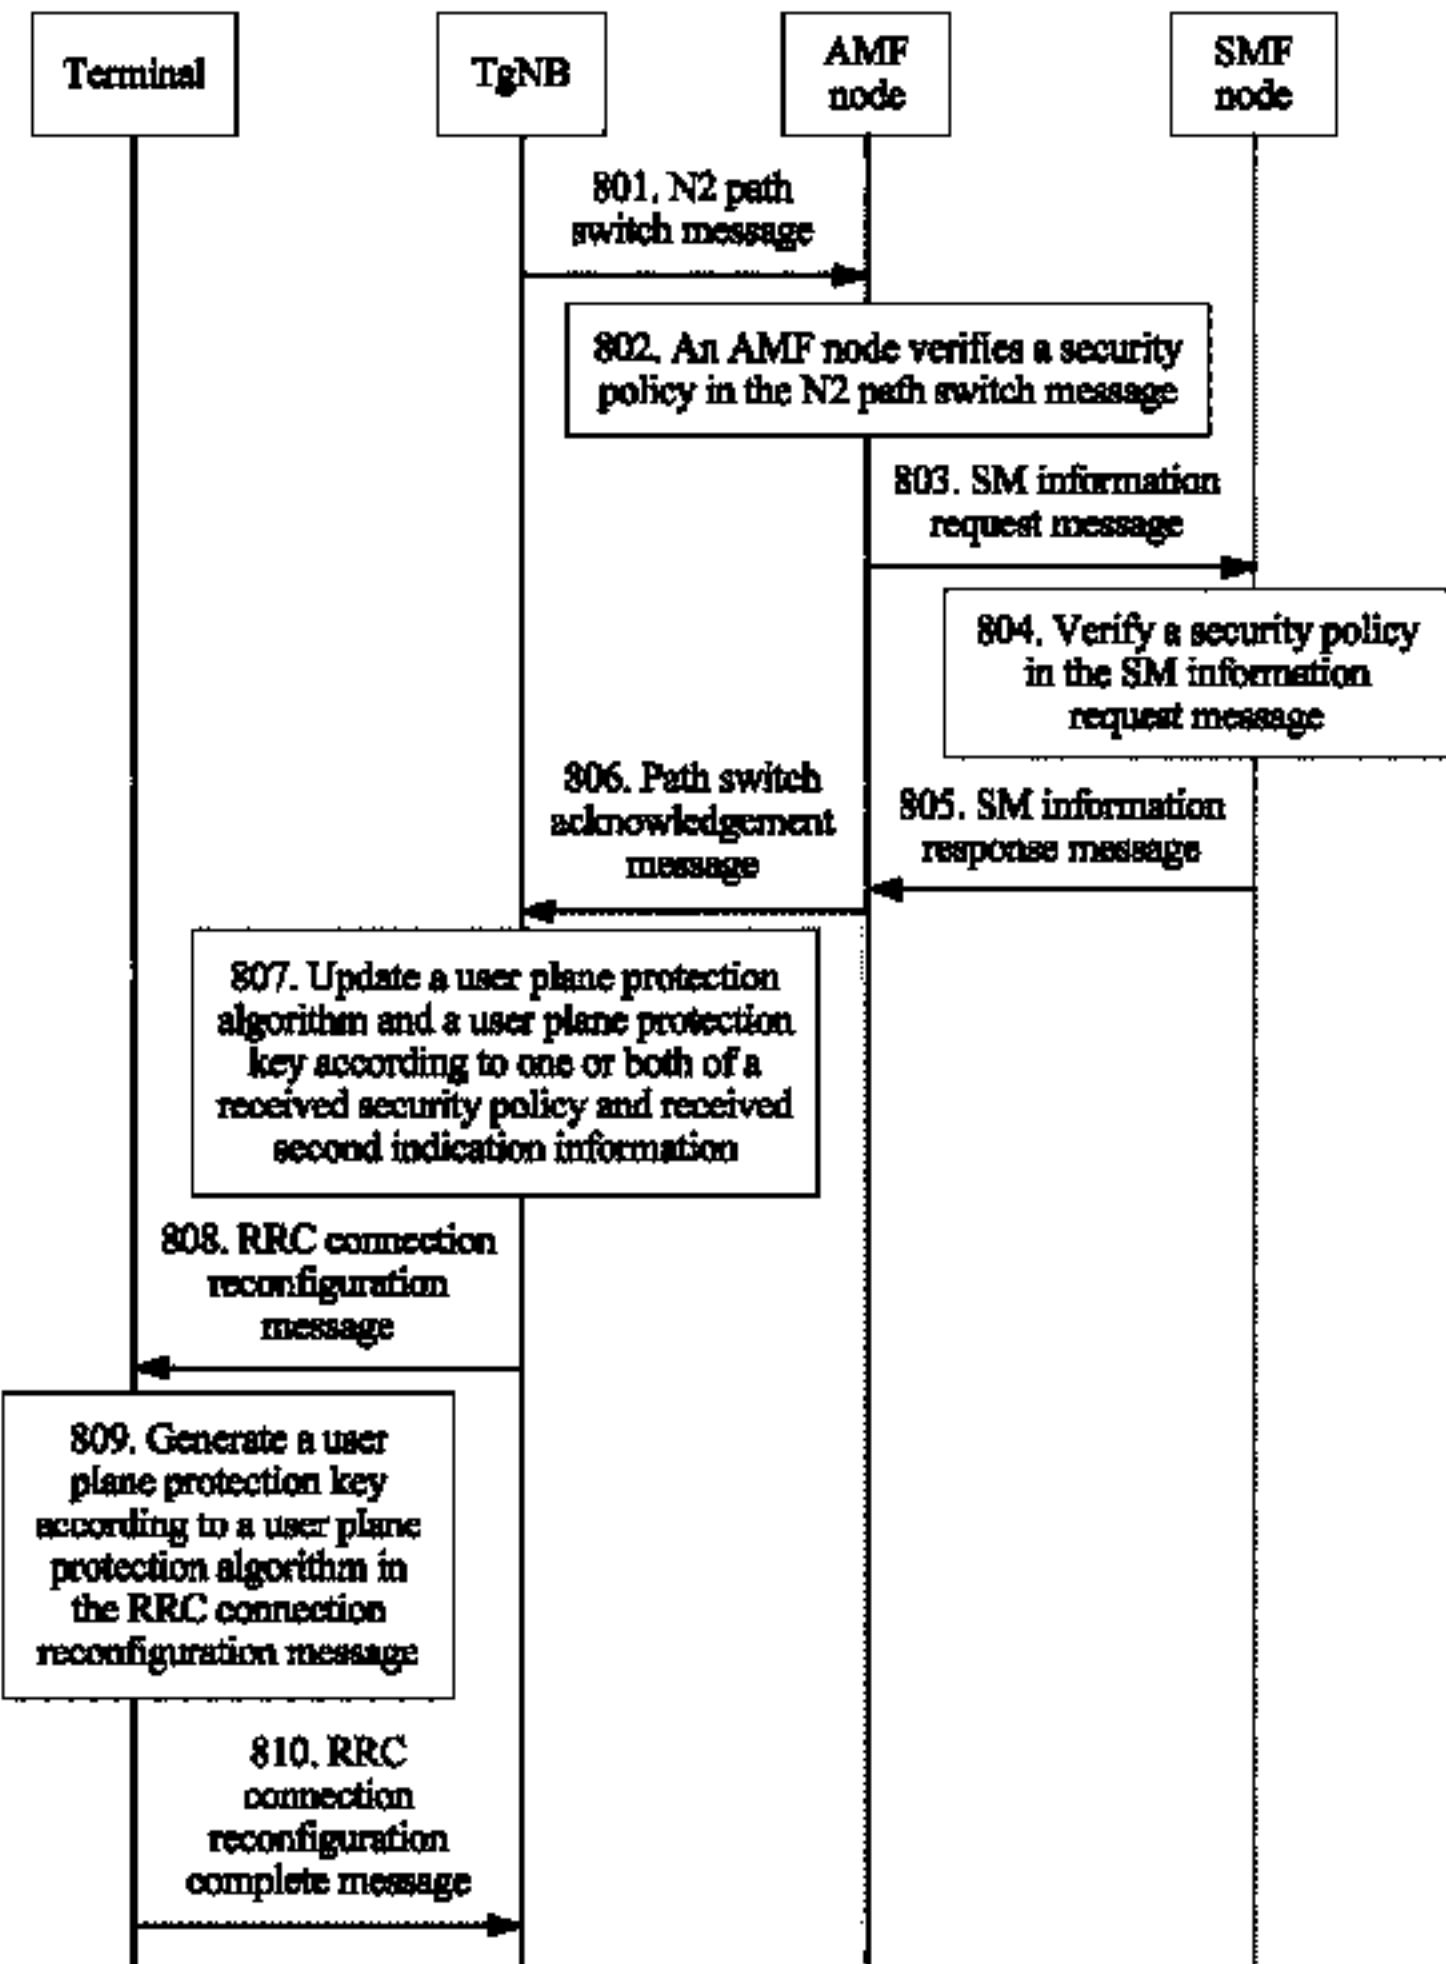 Terminal
TgNB
AMF
node
SMF
node
801. N2 path
switch message
802. An AMF node verifies a security
policy in the N2 path switch message
803. SM information
request message
804. Verify a security policy
in the SM information
request message
805. SM information
response message
806. Path switch
acknowledgement
message
807. Update a user plane protection
algorithm and a user plane protection
key according to one or both of a
received security policy and received
second indication information
808. RRC connection
reconfiguration
message
809. Generate a user
plane protection key
according to a user plane
protection algorithm in
the RRC connection
reconfiguration message
810. RRC
connection
reconfiguration
complete message